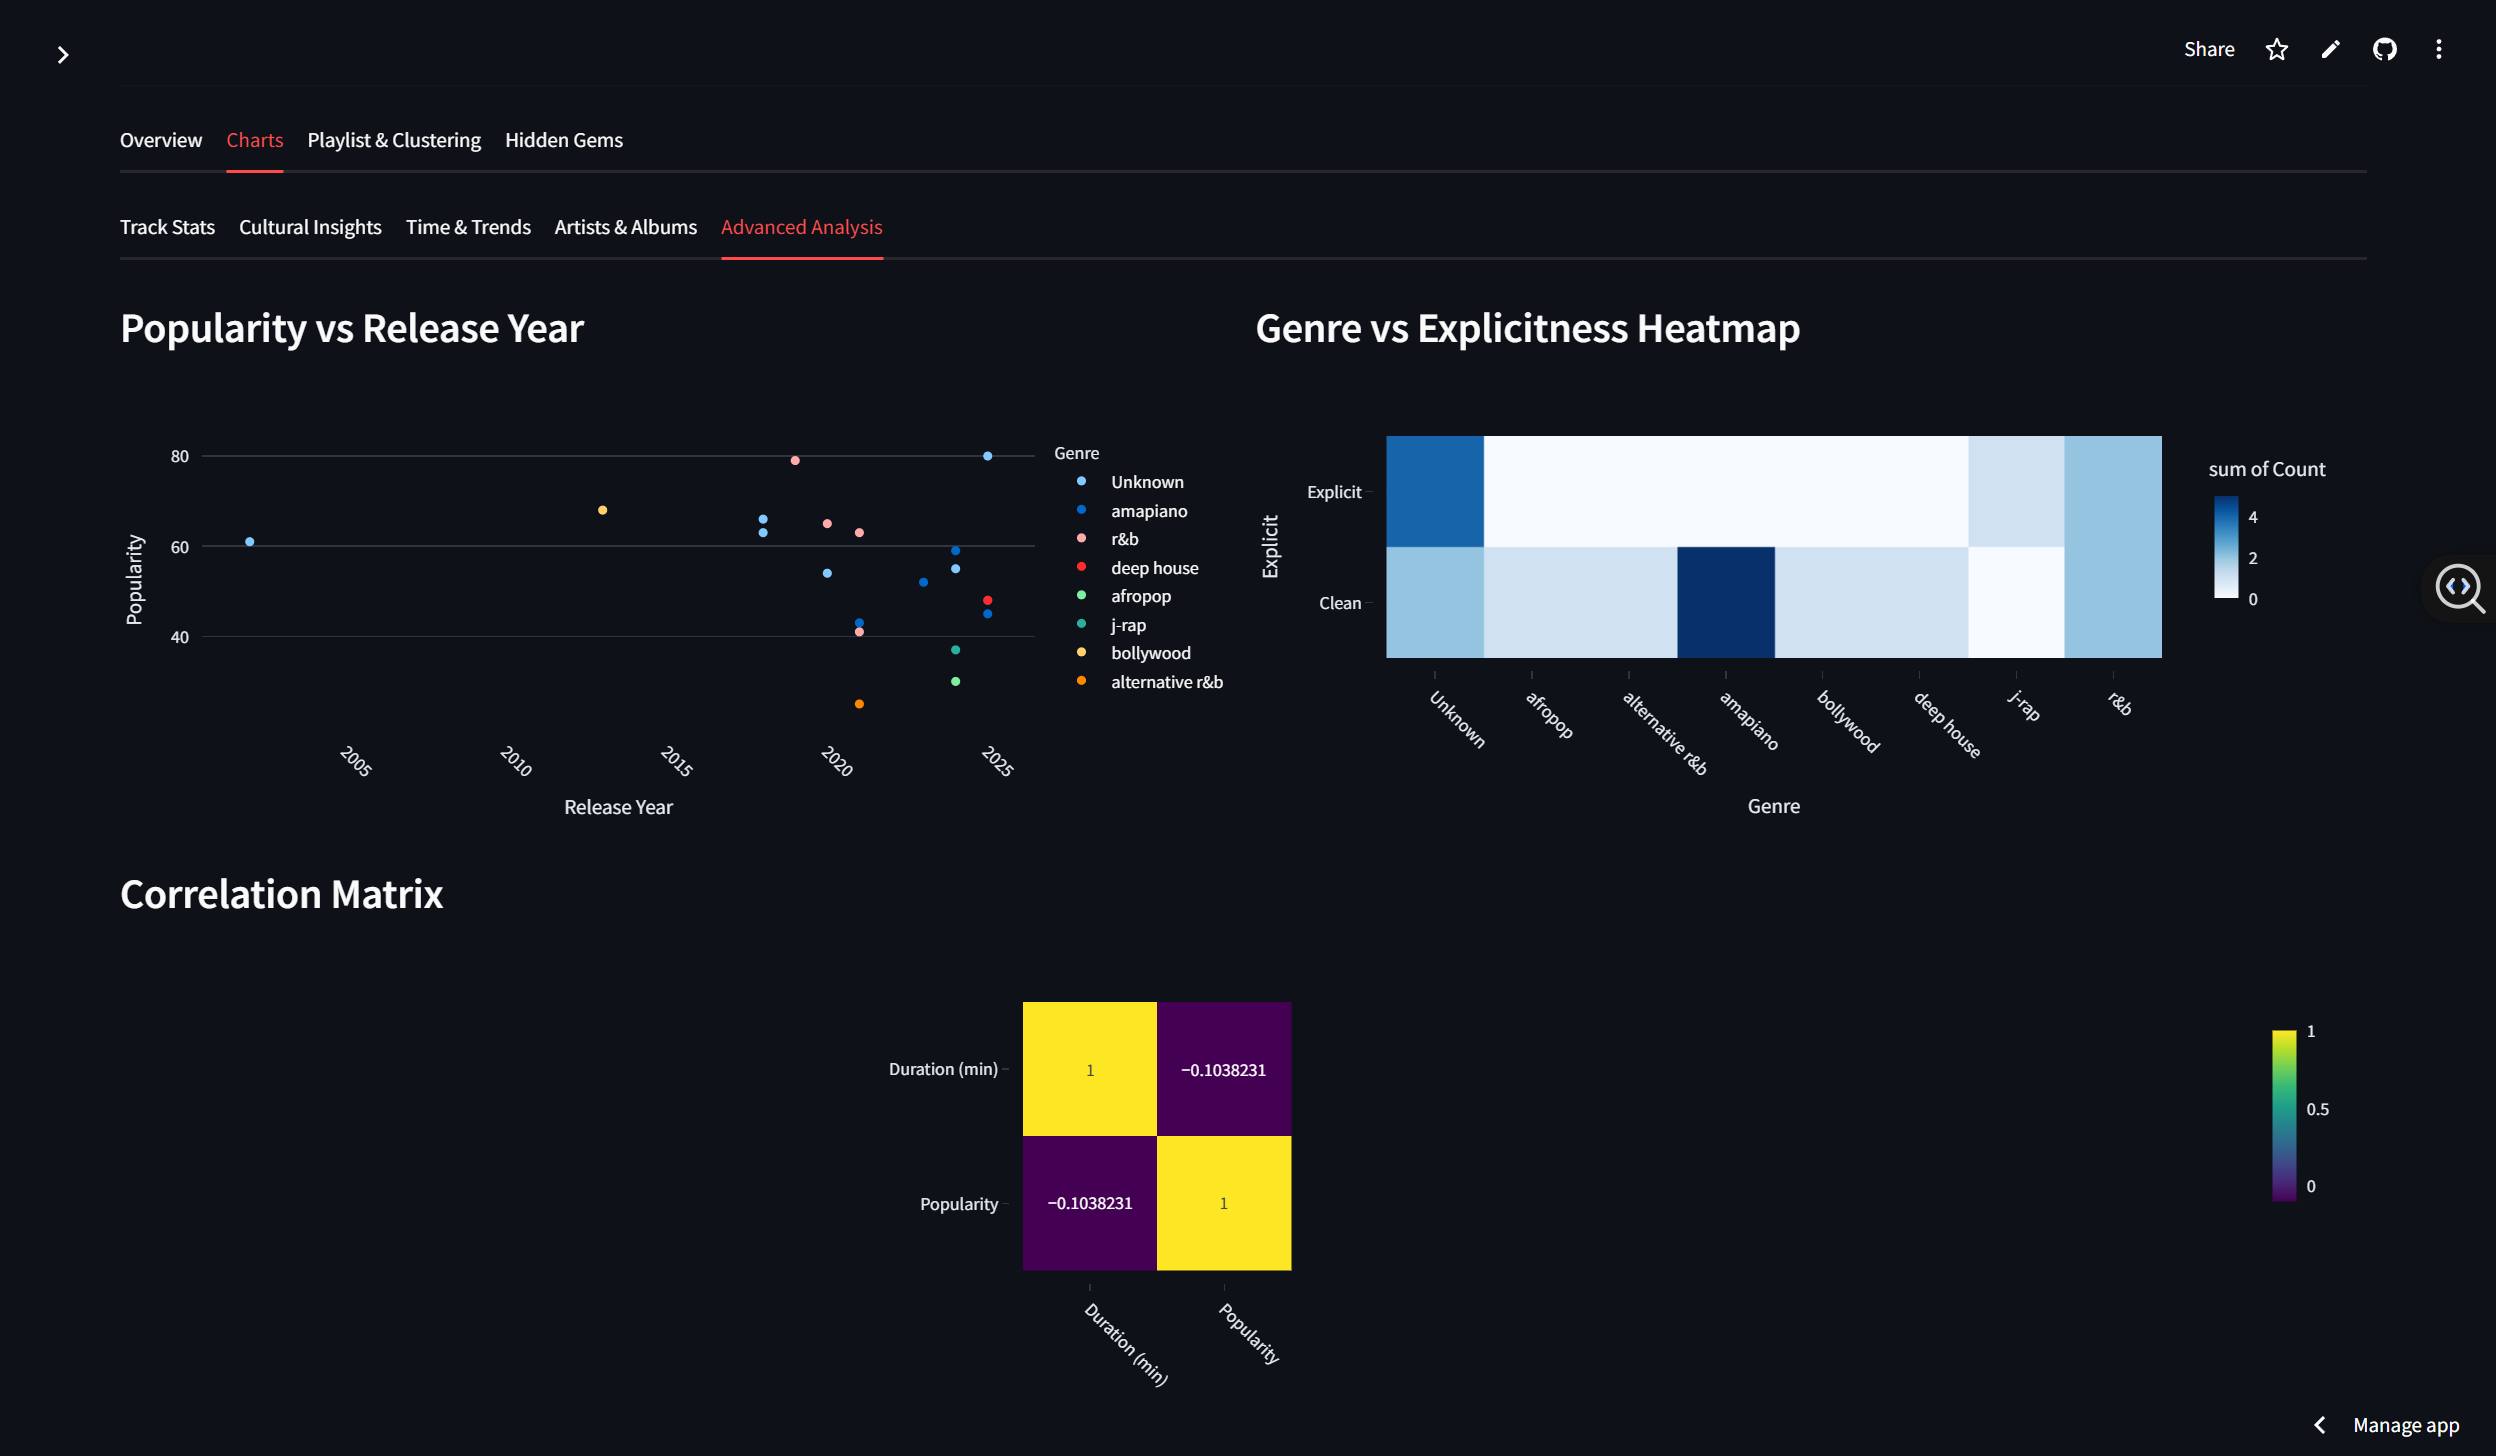 Share
Overview Charts Playlist & Clustering Hidden Gems
Track Stats Cultural Insights Time & Trends Artists & Albums Advanced Analysis
Popularity vs Release Year
80
60
40
Popularity
2005 2010 2015 2020 2025
Release Year
Genre
Unknown
amapiano
r&b
deep house
afropop
j-rap
bollywood
alternative r&b
Genre vs Explicitness Heatmap
Explicit
Explicit
Clean
Unknown afropop alternative r&b amapiano bollywood deep house j-rap r&b
Genre
sum of Count
4
2
0
Correlation Matrix
Duration (min) 1 −0.1038231
Popularity −0.1038231 1
Duration (min) Popularity
1
0.5
0
Manage app